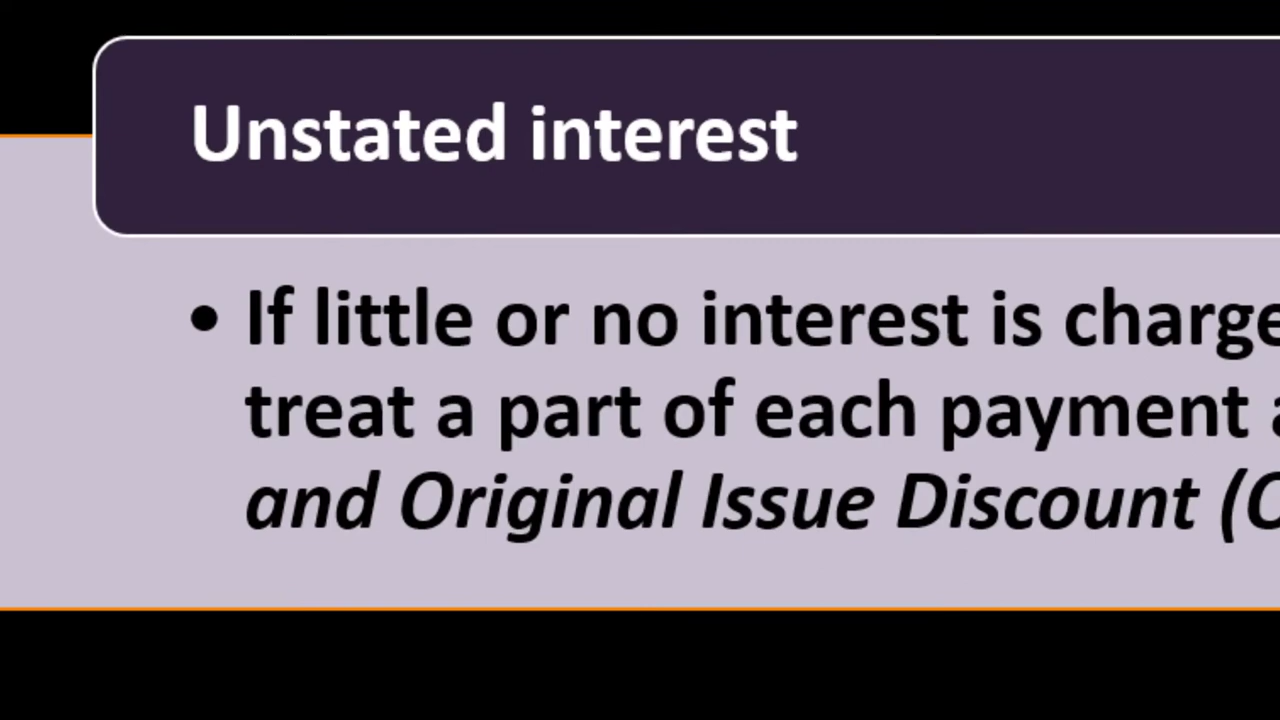 Unstated interest
• If little or no interest is charge
treat a part of each payment
and Original Issue Discount (